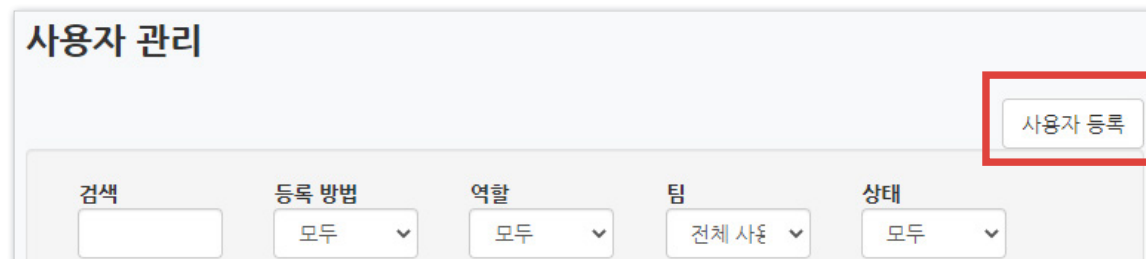 사용자 관리
사용자 등록
검색 등록 방법 역할 팀 상태
모두 모두 전체 사용 모두